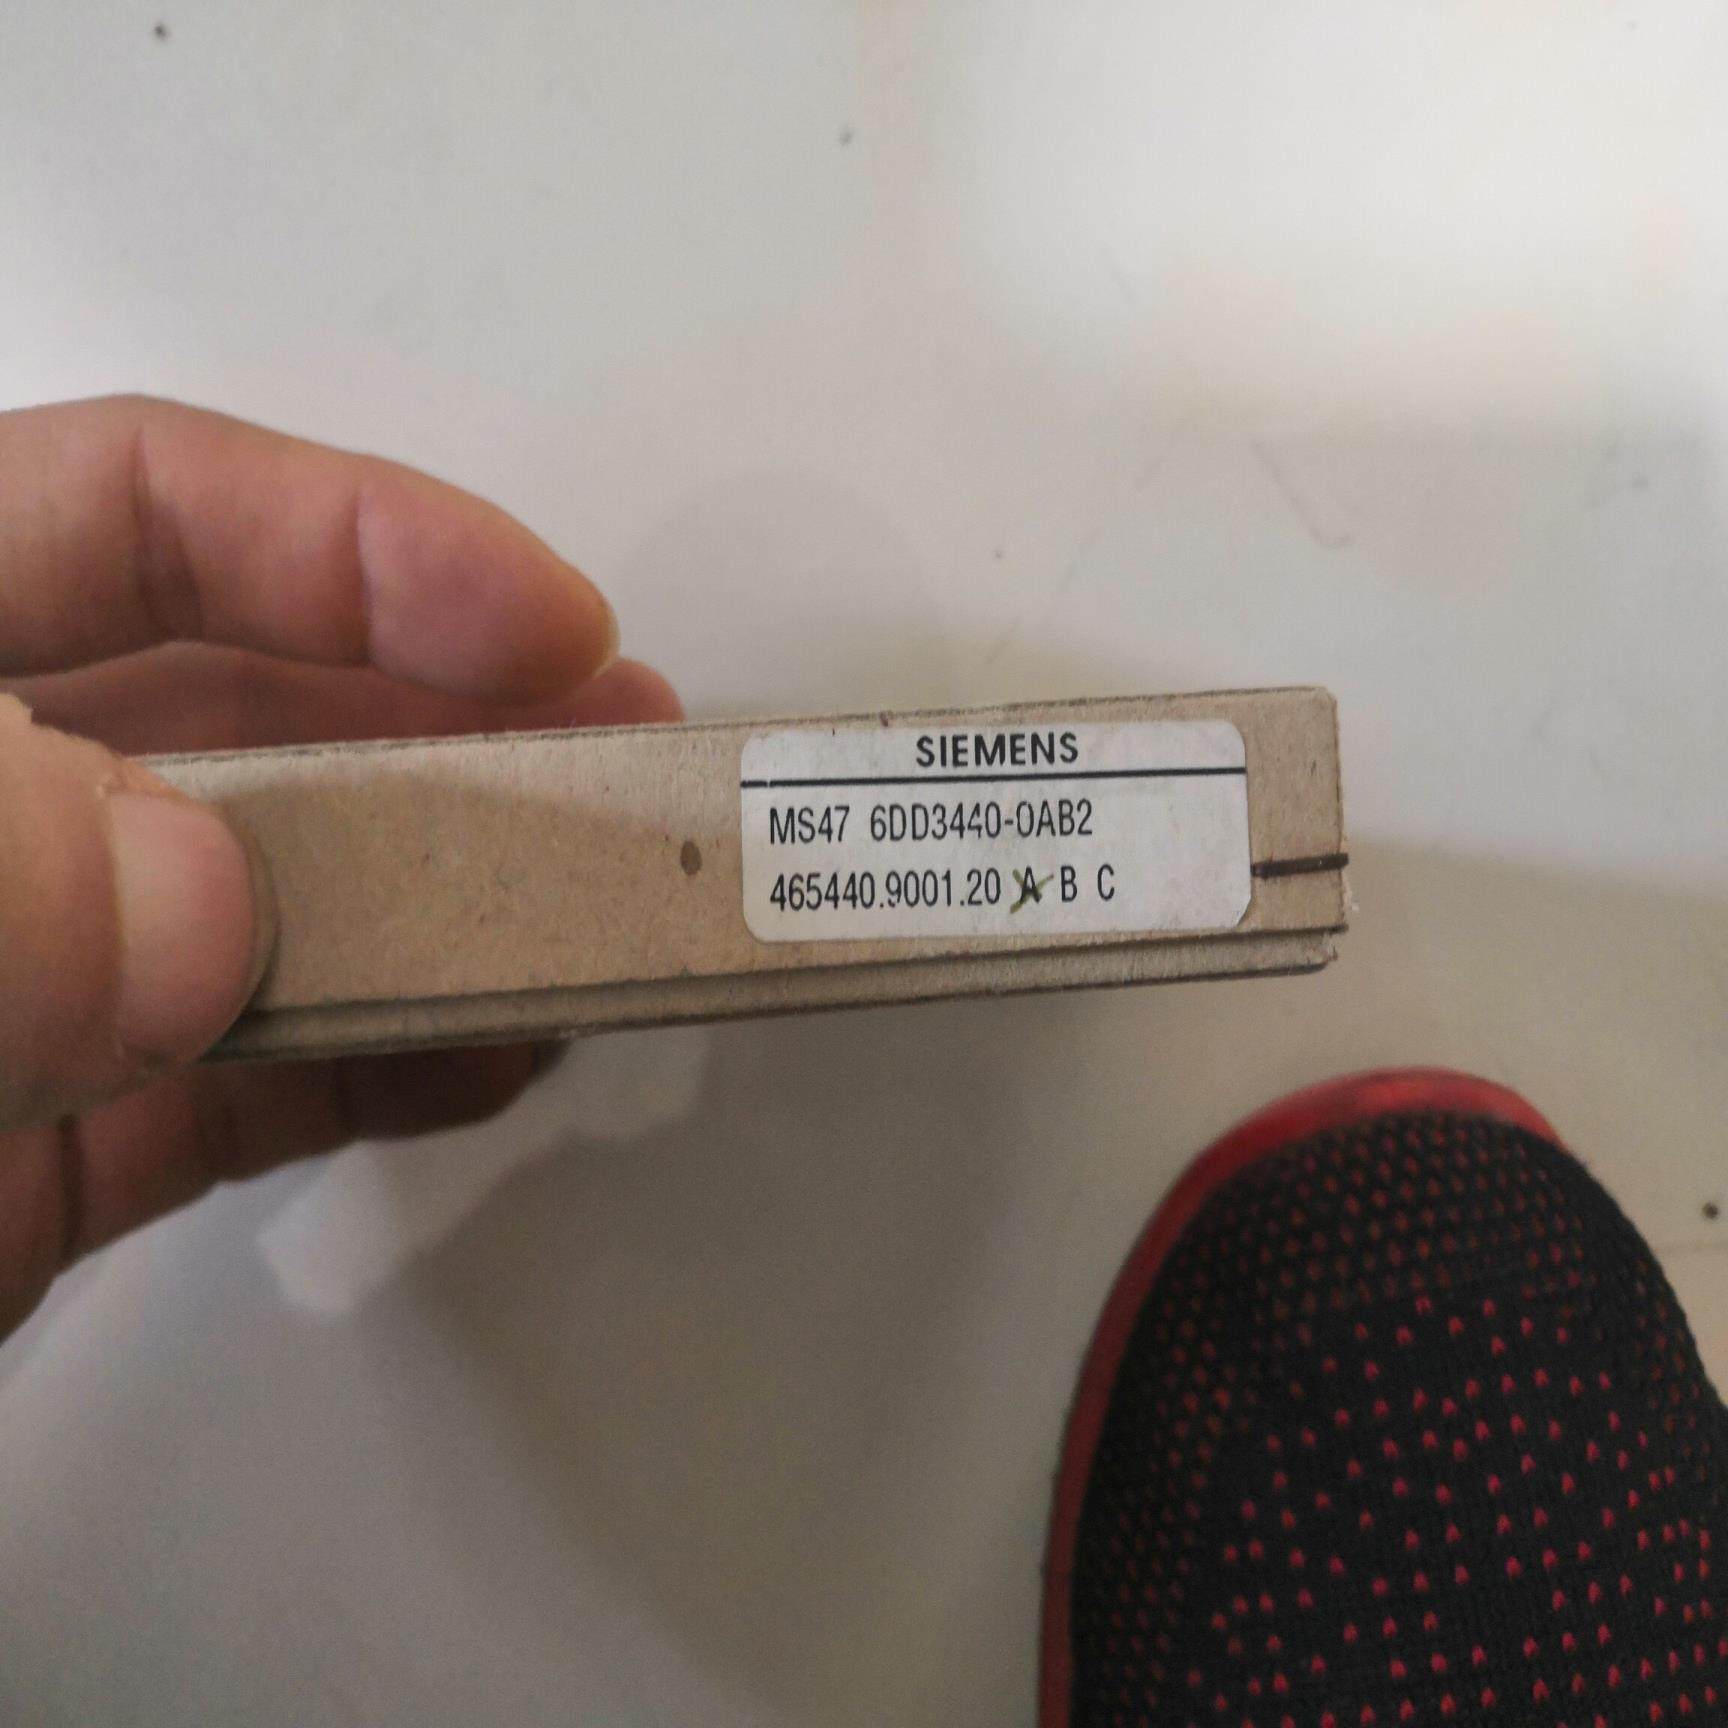 SIEMENS
MS47 6DD3440-0AB2
465440.9001.20 A B C